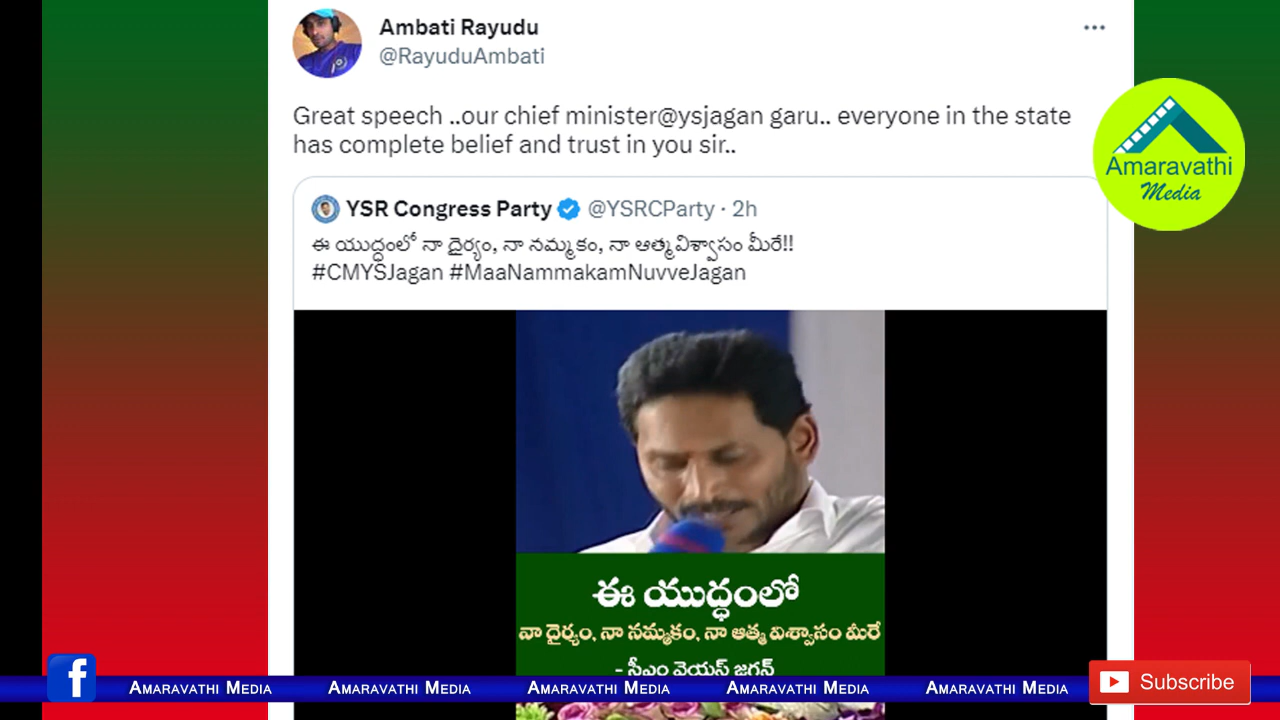 Ambati Rayudu
@RayuduAmbati
Great speech ..our chief minister@ysjagan garu.. everyone in the state
has complete belief and trust in you sir..
Amaravathi
Media
YSR Congress Party @YSRCParty · 2h
ఈ యుద్ధంలో నా ధైర్యం, నా నమ్మకం, నా ఆత్మవిశ్వాసం మీరే!!
#CMYSJagan #MaaNammakamNuvveJagan
ఈ యుద్ధంలో
నా ధైర్యం, నా నమ్మకం, నా ఆత్మ విశ్వాసం మీరే
- సీఎం వైయస్ జగన్
f Amaravathi Media Amaravathi Media Amaravathi Media Amaravathi Media Amaravathi Media Subscribe